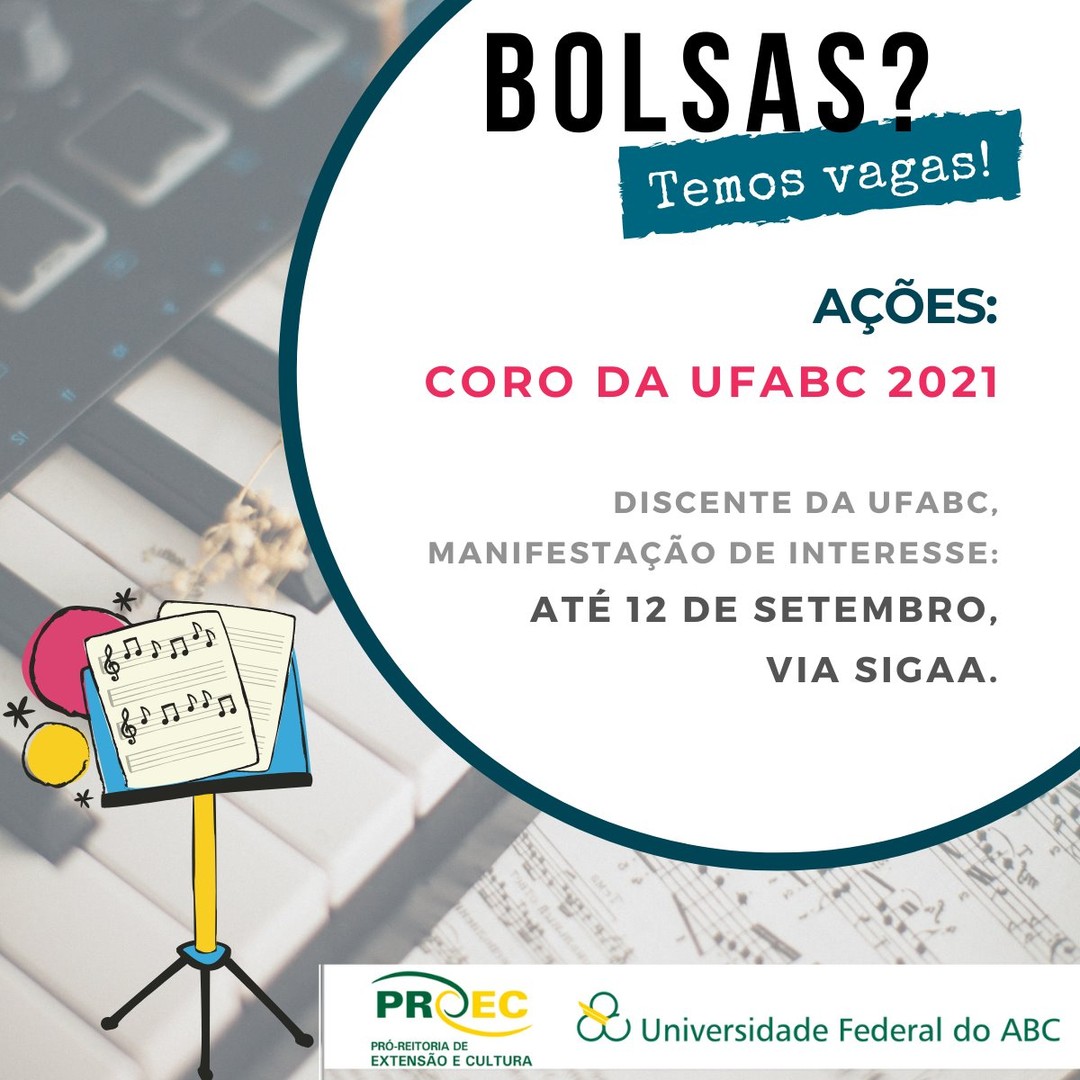 BOLSAS?
Temos vagas!
AÇÕES:
CORO DA UFABC 2021
DISCENTE DA UFABC,
MANIFESTAÇÃO DE INTERESSE:
ATÉ 12 DE SETEMBRO,
VIA SIGAA.
PROEC
PRÓ-REITORIA DE
EXTENSÃO E CULTURA
Universidade Federal do ABC